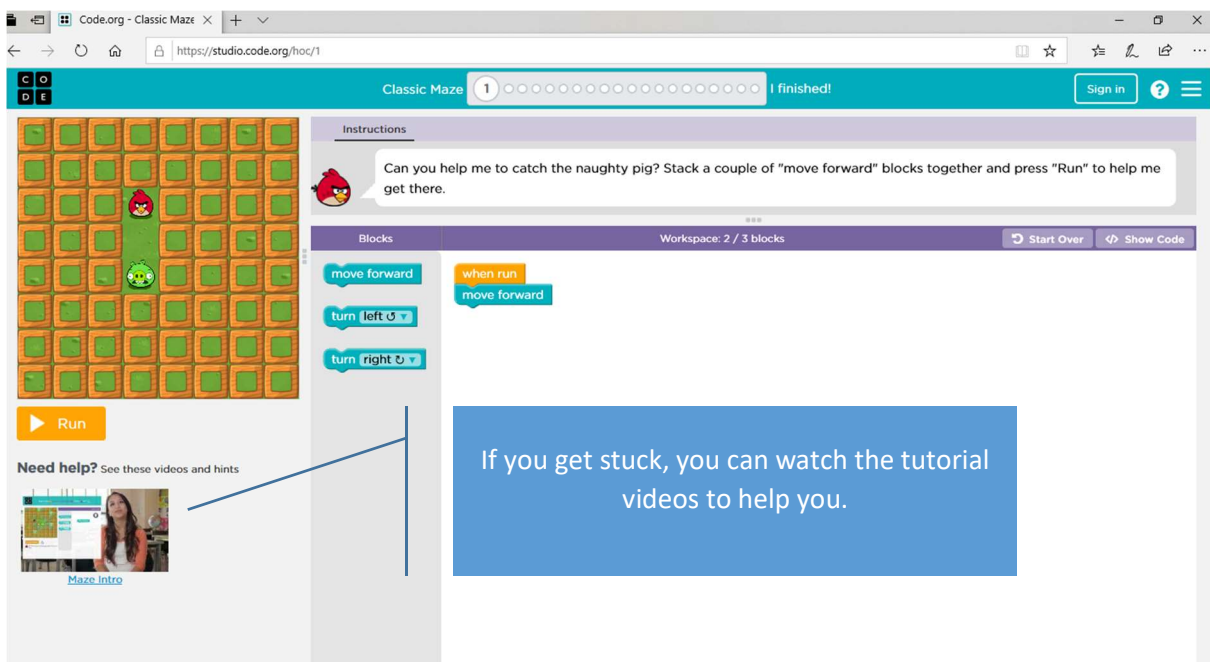 Code.org - Classic Maze
https://studio.code.org/hoc/1
C O
D E
Classic Maze 1 I finished!
Sign in ?
Instructions
Can you help me to catch the naughty pig? Stack a couple of "move forward" blocks together and press "Run" to help me
get there.
Blocks
Workspace: 2 / 3 blocks
Start Over
</> Show Code
move forward
turn left
turn right
when run
move forward
Run
Need help? See these videos and hints
Maze Intro
If you get stuck, you can watch the tutorial
videos to help you.